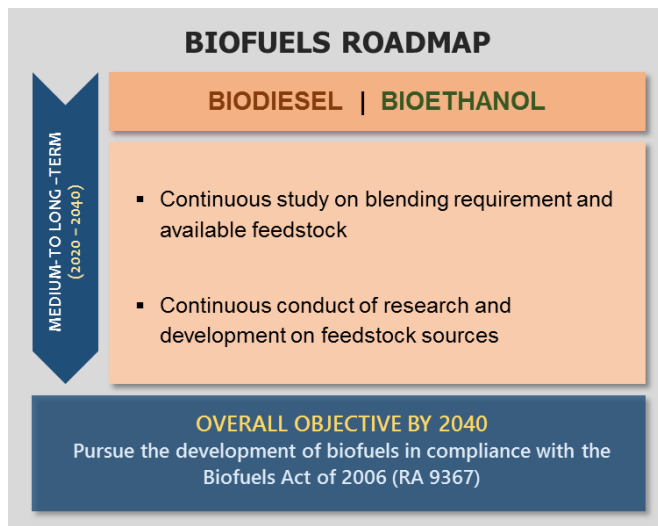 BIOFUELS ROADMAP
BIODIESEL | BIOETHANOL
MEDIUM-TO LONG -TERM
(2020 – 2040)
▪ Continuous study on blending requirement and
available feedstock
▪ Continuous conduct of research and
development on feedstock sources
OVERALL OBJECTIVE BY 2040
Pursue the development of biofuels in compliance with the
Biofuels Act of 2006 (RA 9367)